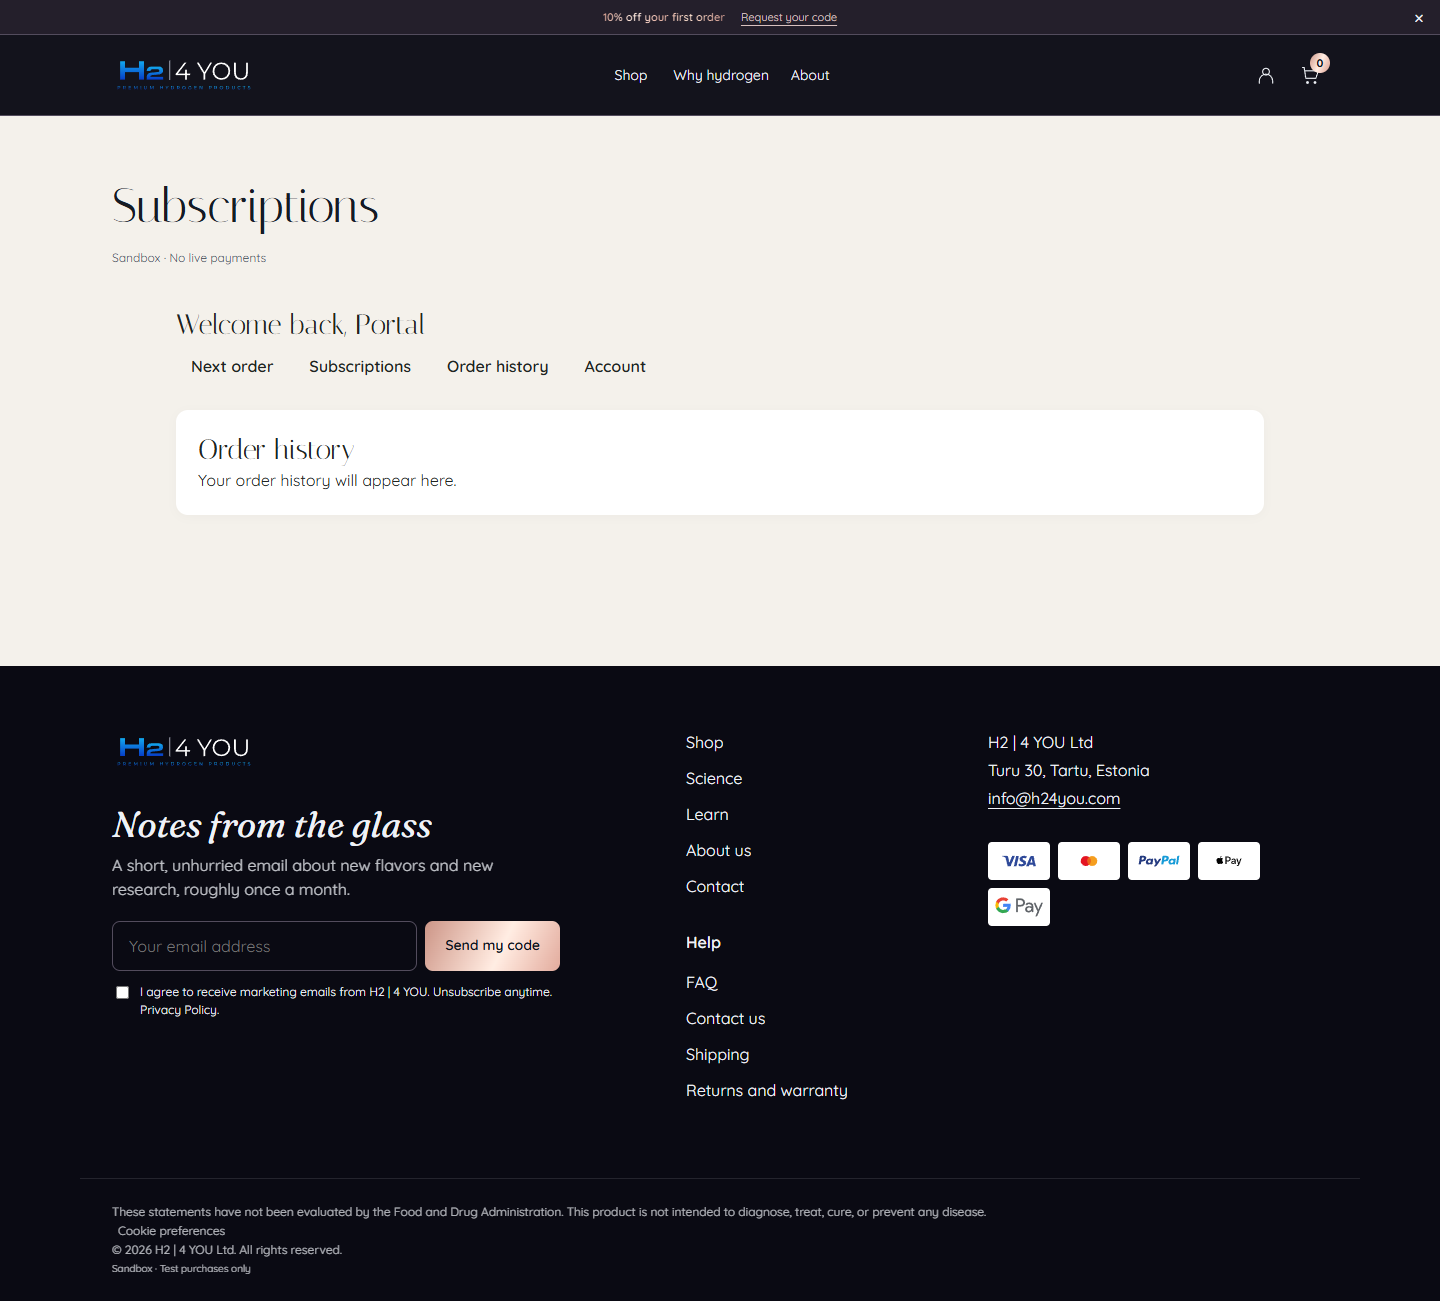 10% off your first order Request your code ×
H2 | 4 YOU
PREMIUM HYDROGEN PRODUCTS
Shop Why hydrogen About
0
Subscriptions
Sandbox · No live payments
Welcome back, Portal
Next order Subscriptions Order history Account
Order history
Your order history will appear here.
H2 | 4 YOU
PREMIUM HYDROGEN PRODUCTS
Notes from the glass
A short, unhurried email about new flavors and new
research, roughly once a month.
Your email address
Send my code
I agree to receive marketing emails from H2 | 4 YOU. Unsubscribe anytime.
Privacy Policy.
Shop
Science
Learn
About us
Contact
Help
FAQ
Contact us
Shipping
Returns and warranty
H2 | 4 YOU Ltd
Turu 30, Tartu, Estonia
info@h24you.com
VISA PayPal Pay
G Pay
These statements have not been evaluated by the Food and Drug Administration. This product is not intended to diagnose, treat, cure, or prevent any disease.
Cookie preferences
© 2026 H2 | 4 YOU Ltd. All rights reserved.
Sandbox · Test purchases only